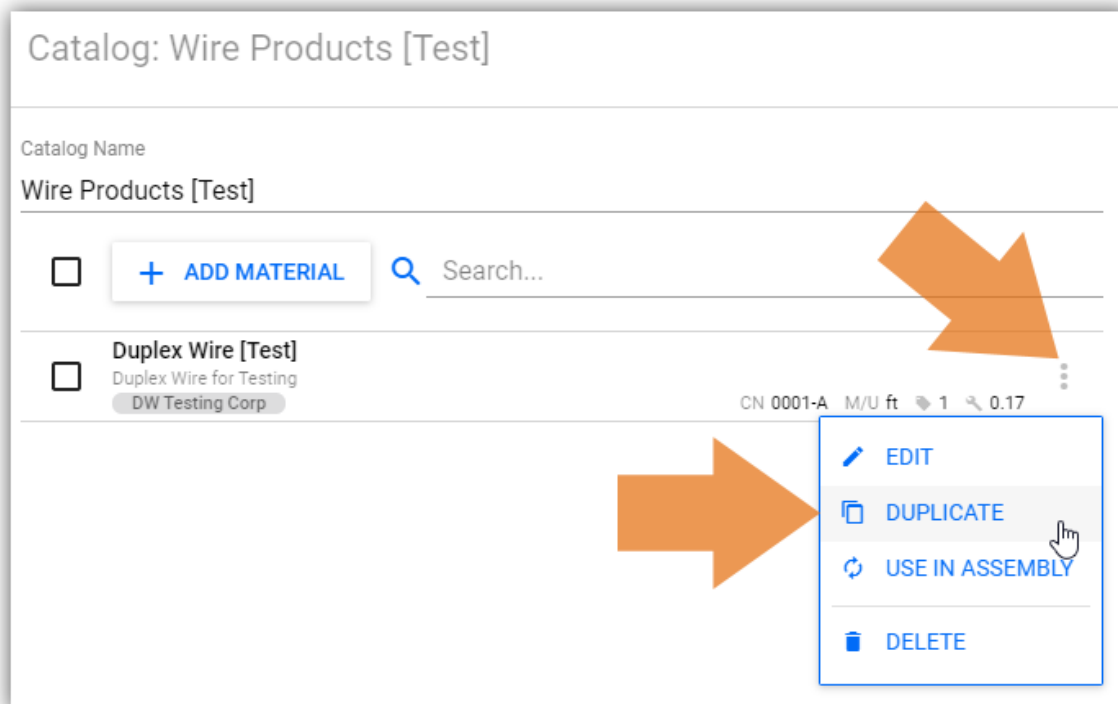 Catalog: Wire Products [Test]
Catalog Name
Wire Products [Test]
ADD MATERIAL
Search...
Duplex Wire [Test]
Duplex Wire for Testing
DW Testing Corp
CN 0001-A M/U ft 1 0.17
EDIT
DUPLICATE
USE IN ASSEMBLY
DELETE